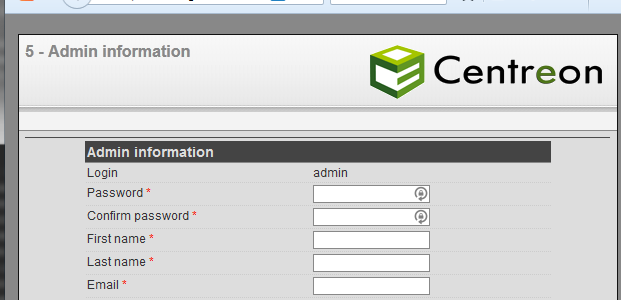 5 - Admin information
Centreon
Admin information
Login admin
Password *
Confirm password *
First name *
Last name *
Email *